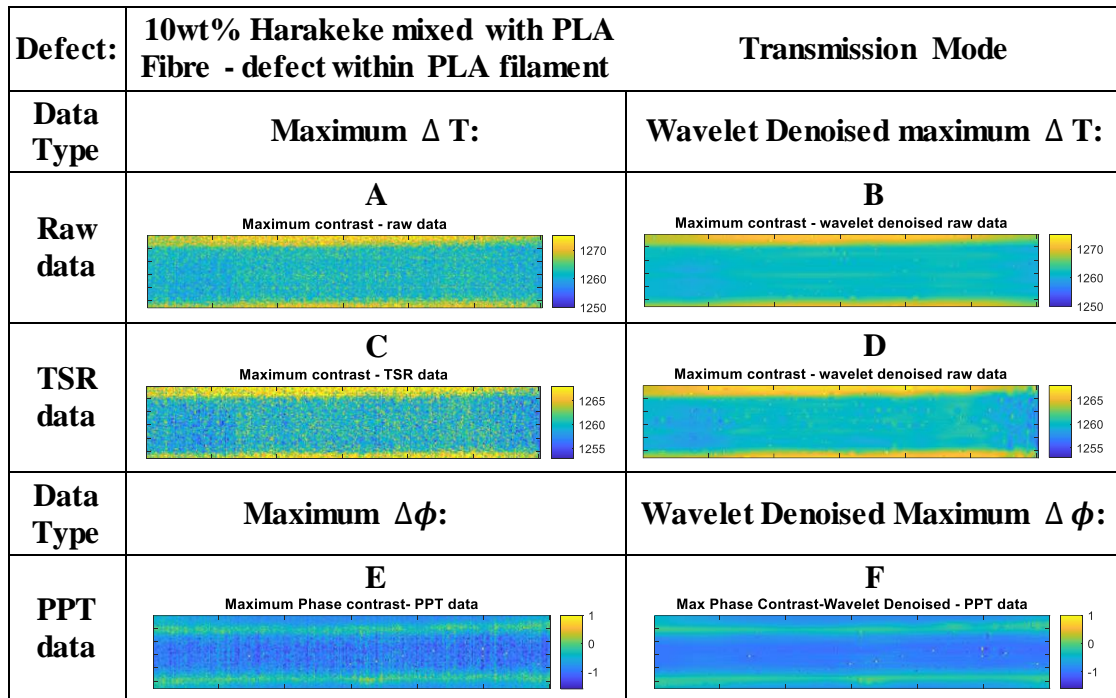 Defect:
10wt% Harakeke mixed with PLA
Fibre - defect within PLA filament
Transmission Mode
Data
Type
Maximum Δ T:
Wavelet Denoised maximum Δ T:
Raw
data
A
Maximum contrast - raw data
1270
1260
1250
B
Maximum contrast - wavelet denoised raw data
1270
1260
1250
TSR
data
C
Maximum contrast - TSR data
1265
1260
1255
D
Maximum contrast - wavelet denoised raw data
1265
1260
1255
Data
Type
Maximum Δϕ:
Wavelet Denoised Maximum Δ ϕ:
PPT
data
E
Maximum Phase contrast- PPT data
1
0
-1
F
Max Phase Contrast-Wavelet Denoised - PPT data
1
0
-1